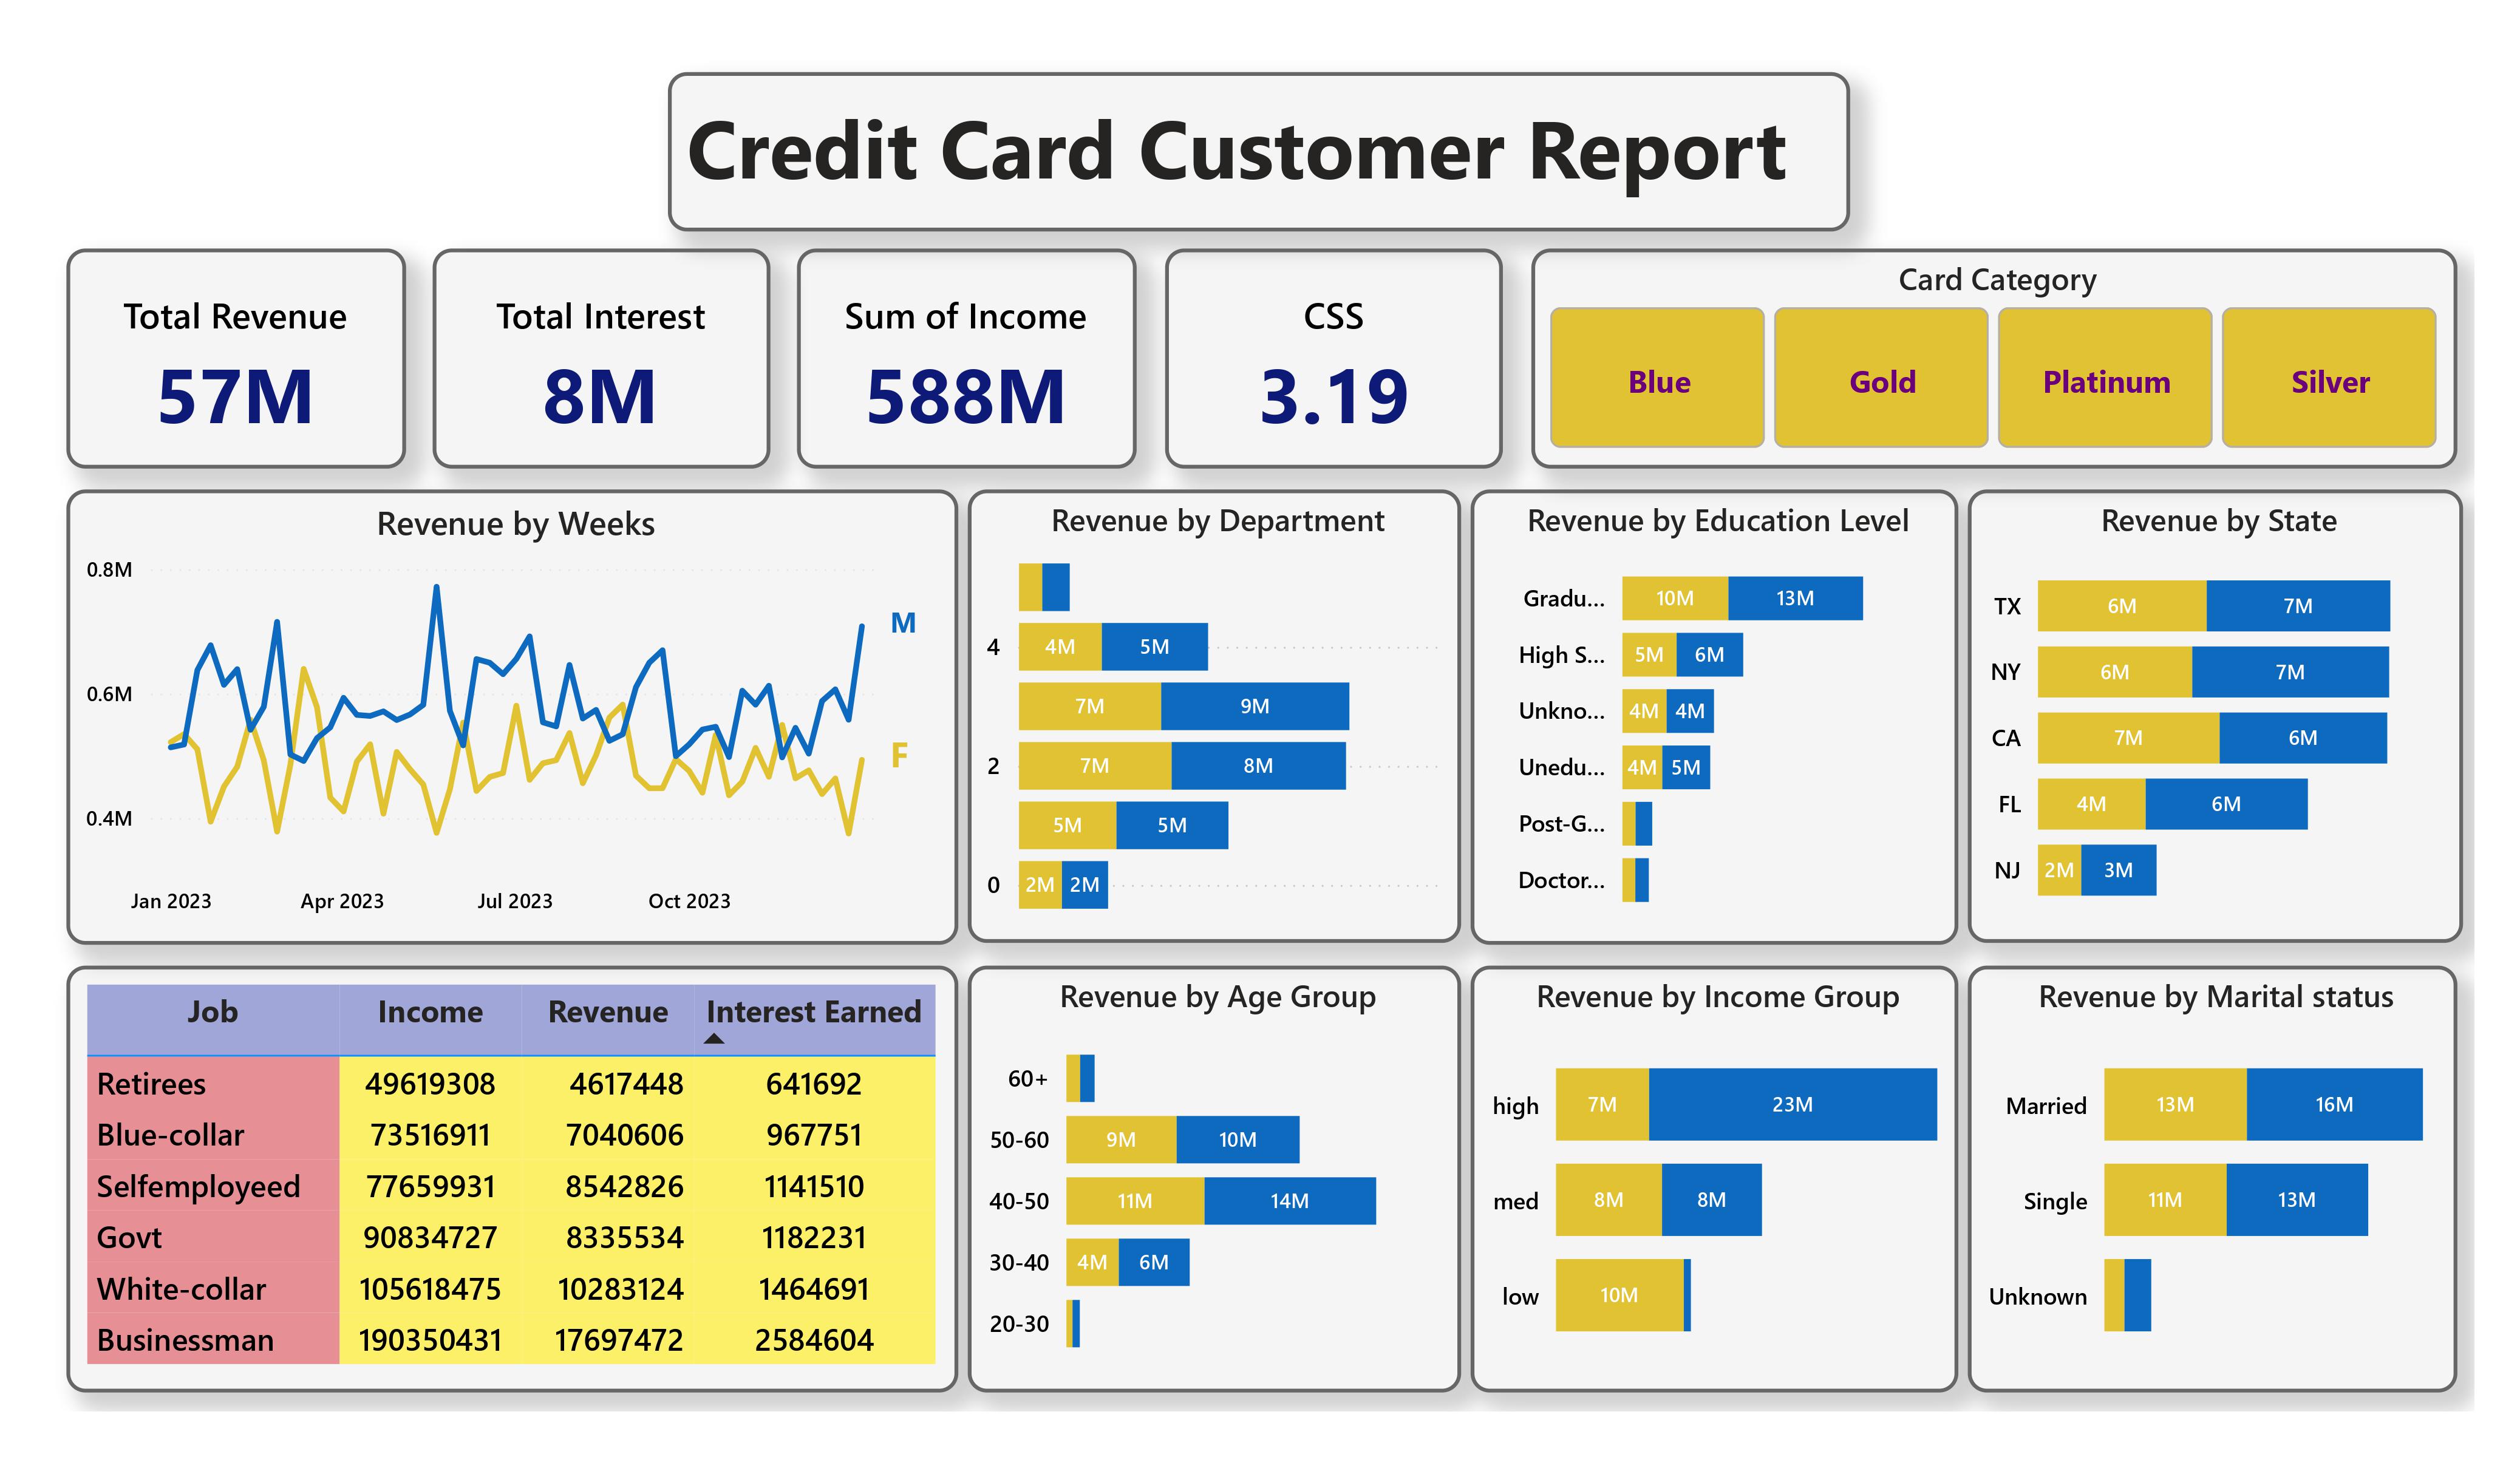 Credit Card Customer Report
Total Revenue
57M
Total Interest
8M
Sum of Income
588M
CSS
3.19
Card Category
Blue
Gold
Platinum
Silver
Revenue by Weeks
0.8M
0.6M
0.4M
M
F
Jan 2023
Apr 2023
Jul 2023
Oct 2023
Revenue by Department
4 4M 5M
7M 9M
2 7M 8M
5M 5M
0 2M 2M
Revenue by Education Level
Gradu... 10M 13M
High S... 5M 6M
Unkno... 4M 4M
Unedu... 4M 5M
Post-G...
Doctor...
Revenue by State
TX 6M 7M
NY 6M 7M
CA 7M 6M
FL 4M 6M
NJ 2M 3M
Job Income Revenue Interest Earned
Retirees 49619308 4617448 641692
Blue-collar 73516911 7040606 967751
Selfemployeed 77659931 8542826 1141510
Govt 90834727 8335534 1182231
White-collar 105618475 10283124 1464691
Businessman 190350431 17697472 2584604
Revenue by Age Group
60+
50-60 9M 10M
40-50 11M 14M
30-40 4M 6M
20-30
Revenue by Income Group
high 7M 23M
med 8M 8M
low 10M
Revenue by Marital status
Married 13M 16M
Single 11M 13M
Unknown